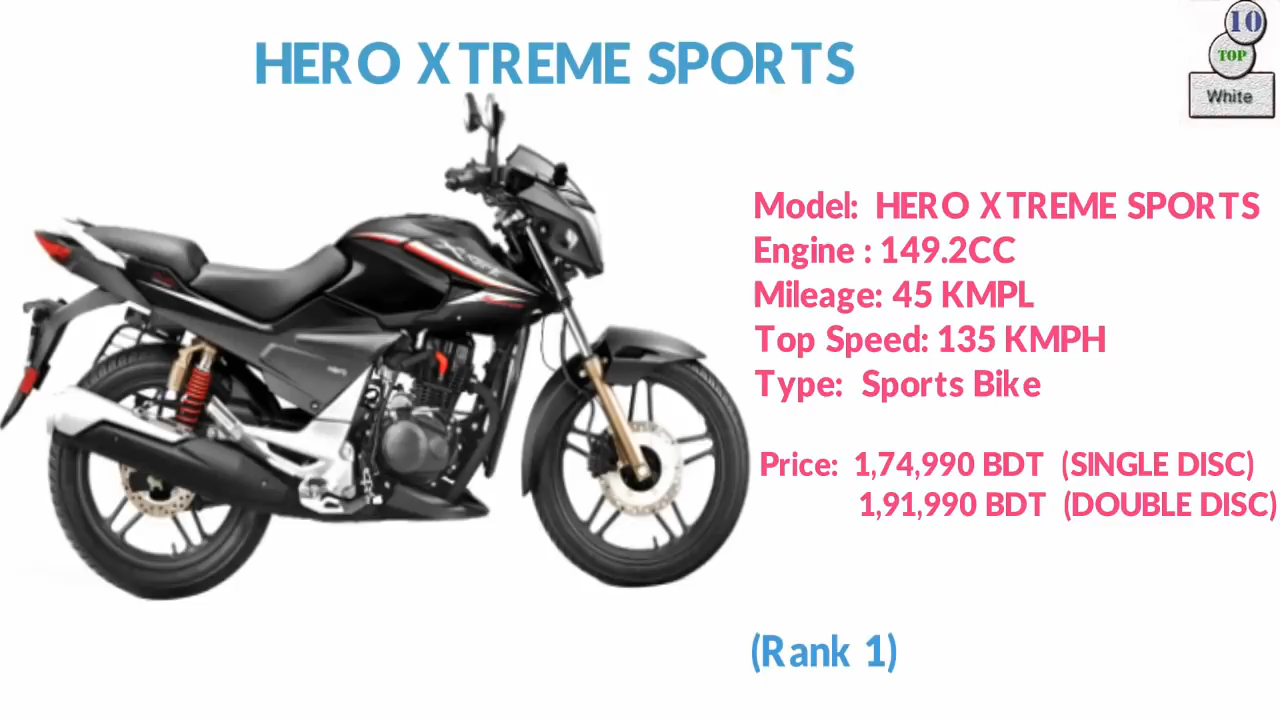 HERO XTREME SPORTS
10
TOP
White
Model: HERO XTREME SPORTS
Engine : 149.2CC
Mileage: 45 KMPL
Top Speed: 135 KMPH
Type: Sports Bike
Price: 1,74,990 BDT (SINGLE DISC)
1,91,990 BDT (DOUBLE DISC)
(Rank 1)